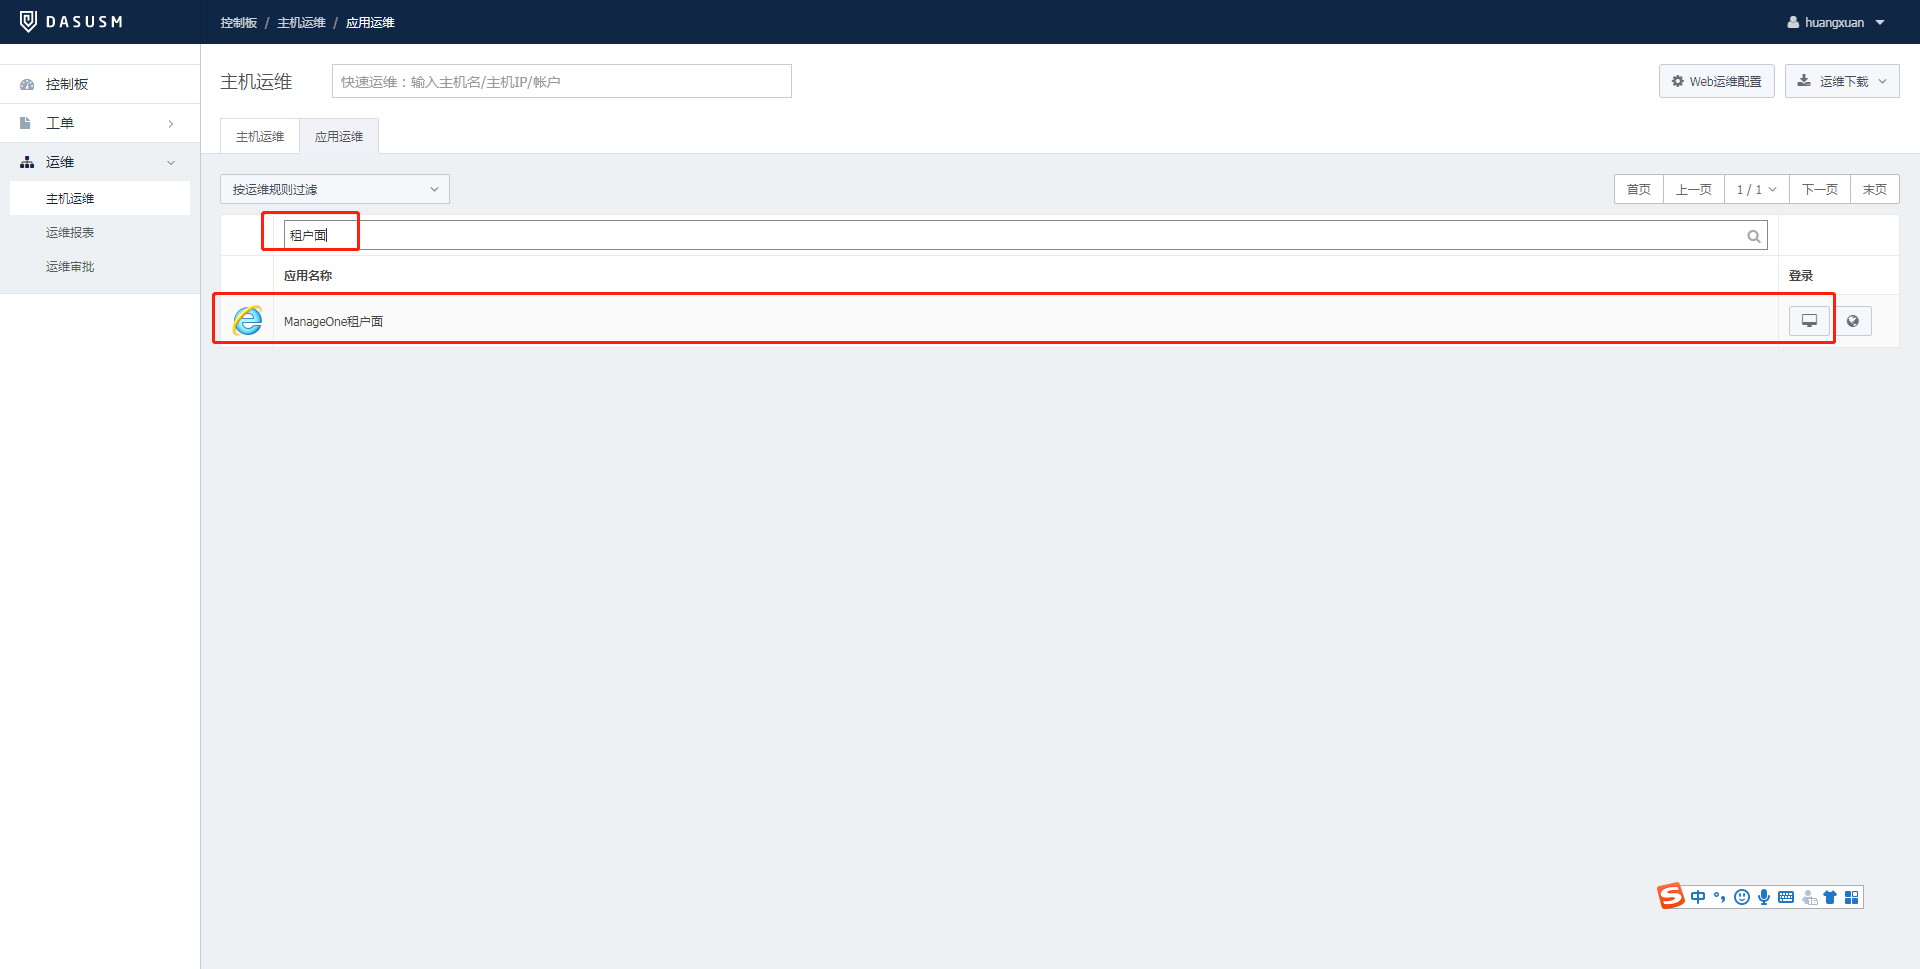 DASUSM
控制板 / 主机运维 / 应用运维
huangxuan
控制板
工单
运维
主机运维
运维报表
运维审批
主机运维
快速运维：输入主机名/主机IP/帐户
Web运维配置
运维下载
主机运维
应用运维
按运维规则过滤
首页
上一页
1 / 1
下一页
末页
租户面
应用名称
登录
ManageOne租户面
中